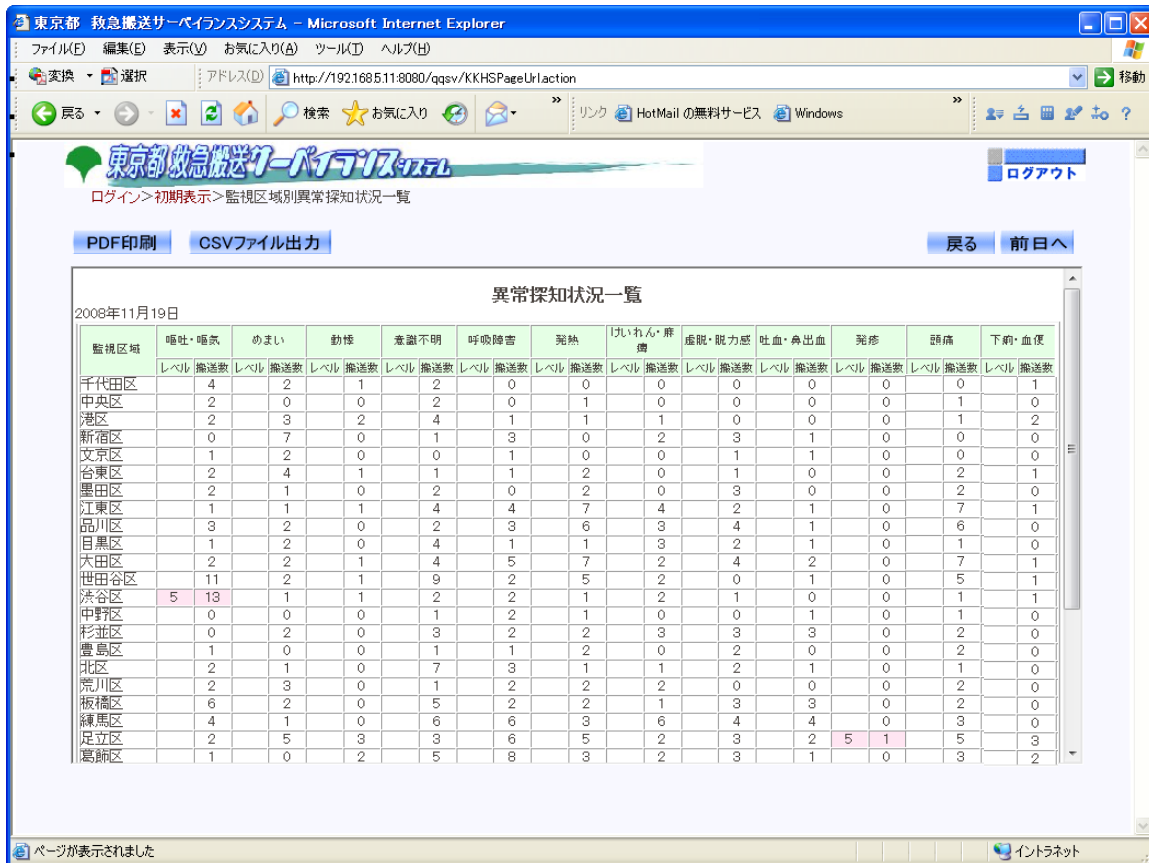 東京都 救急搬送サーベイランスシステム - Microsoft Internet Explorer
ファイル(F) 編集(E) 表示(V) お気に入り(A) ツール(T) ヘルプ(H)
変換 選択 アドレス(D) http://192.168.5.11:8080/qqsv/KKHSPageUrl.action 移動
戻る 検索 お気に入り » リンク HotMail の無料サービス Windows »
東京都救急搬送サーベイランスシステム
ログアウト
ログイン>初期表示>監視区域別異常探知状況一覧
PDF印刷 CSVファイル出力 戻る 前日へ
異常探知状況一覧
2008年11月19日
監視区域 嘔吐・嘔気 めまい 動悸 意識不明 呼吸障害 発熱 けいれん・麻痺 虚脱・脱力感 吐血・鼻出血 発疹 頭痛 下痢・血便
レベル 搬送数 レベル 搬送数 レベル 搬送数 レベル 搬送数 レベル 搬送数 レベル 搬送数 レベル 搬送数 レベル 搬送数 レベル 搬送数 レベル 搬送数 レベル 搬送数 レベル 搬送数
千代田区 4 2 1 2 0 0 0 0 0 0 0 1
中央区 2 0 0 2 0 1 0 0 0 0 1 0
港区 2 3 2 4 1 1 1 0 0 0 1 2
新宿区 0 7 0 1 3 0 2 3 1 0 0 0
文京区 1 2 0 0 1 0 0 1 1 0 0 0
台東区 2 4 1 1 1 2 0 1 0 0 2 1
墨田区 2 1 0 2 0 2 0 3 0 0 2 0
江東区 1 1 1 4 4 7 4 2 1 0 7 1
品川区 3 2 0 2 3 6 3 4 1 0 6 0
目黒区 1 2 0 4 1 1 3 2 1 0 1 0
大田区 2 2 1 4 5 7 2 4 2 0 7 1
世田谷区 11 2 1 9 2 5 2 0 1 0 5 1
渋谷区 5 13 1 1 2 2 1 2 1 0 0 1 1
中野区 0 0 0 1 2 1 0 0 1 0 1 0
杉並区 0 2 0 3 2 2 3 3 3 0 2 0
豊島区 1 0 0 1 1 2 0 2 0 0 2 0
北区 2 1 0 7 3 1 1 2 1 0 1 0
荒川区 2 3 0 1 2 2 2 0 0 0 2 0
板橋区 6 2 0 5 2 2 1 3 3 0 2 0
練馬区 4 1 0 6 6 3 6 4 4 0 3 0
足立区 2 5 3 3 6 5 2 3 2 5 1 5 3
葛飾区 1 0 2 5 8 3 2 3 1 0 3 2
ページが表示されました イントラネット